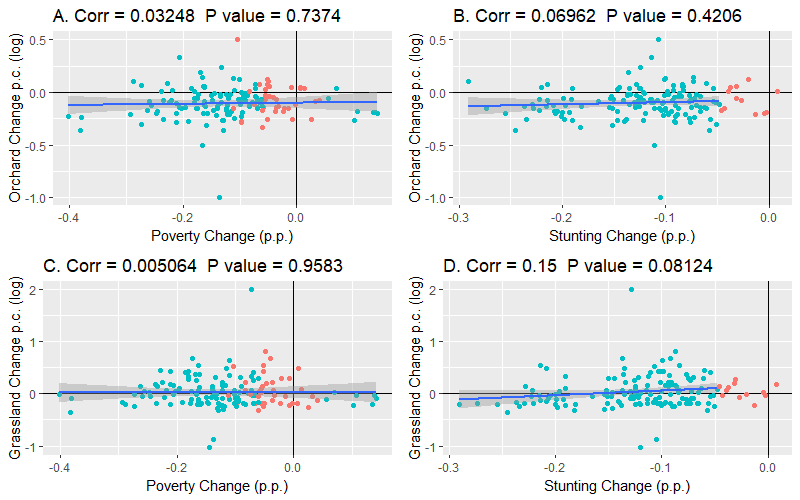 A. Corr = 0.03248 P value = 0.7374
Orchard Change p.c. (log)
0.5
0.0
-0.5
-1.0
-0.4
-0.2
0.0
Poverty Change (p.p.)
B. Corr = 0.06962 P value = 0.4206
Orchard Change p.c. (log)
0.5
0.0
-0.5
-1.0
-0.3
-0.2
-0.1
0.0
Stunting Change (p.p.)
C. Corr = 0.005064 P value = 0.9583
Grassland Change p.c. (log)
2
1
0
-1
-0.4
-0.2
0.0
Poverty Change (p.p.)
D. Corr = 0.15 P value = 0.08124
Grassland Change p.c. (log)
2
1
0
-1
-0.3
-0.2
-0.1
0.0
Stunting Change (p.p.)